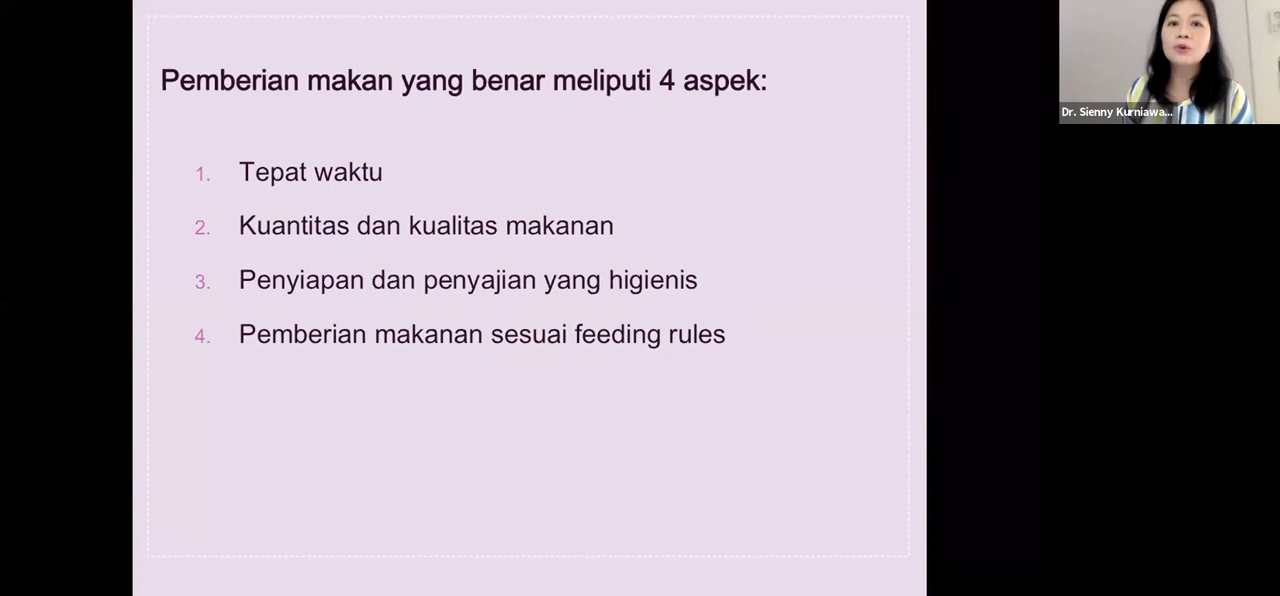 Pemberian makan yang benar meliputi 4 aspek:
1. Tepat waktu
2. Kuantitas dan kualitas makanan
3. Penyiapan dan penyajian yang higienis
4. Pemberian makanan sesuai feeding rules
Dr. Sienny Kurniawa...